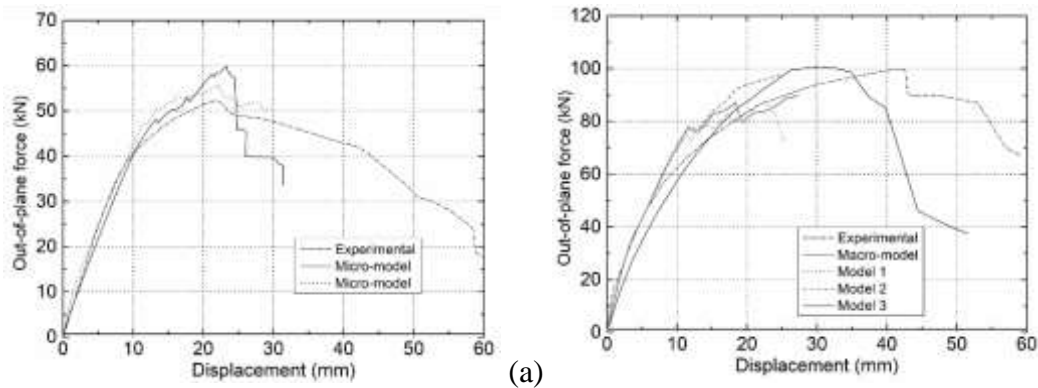 70
60
50
40
30
20
10
0
Out-of-plane force (kN)
0 10 20 30 40 50 60
Displacement (mm)
Experimental
Micro-model
Micro-model
(a)
120
100
80
60
40
20
0
Out-of-plane force (kN)
0 10 20 30 40 50 60
Displacement (mm)
Experimental
Macro-model
Model 1
Model 2
Model 3